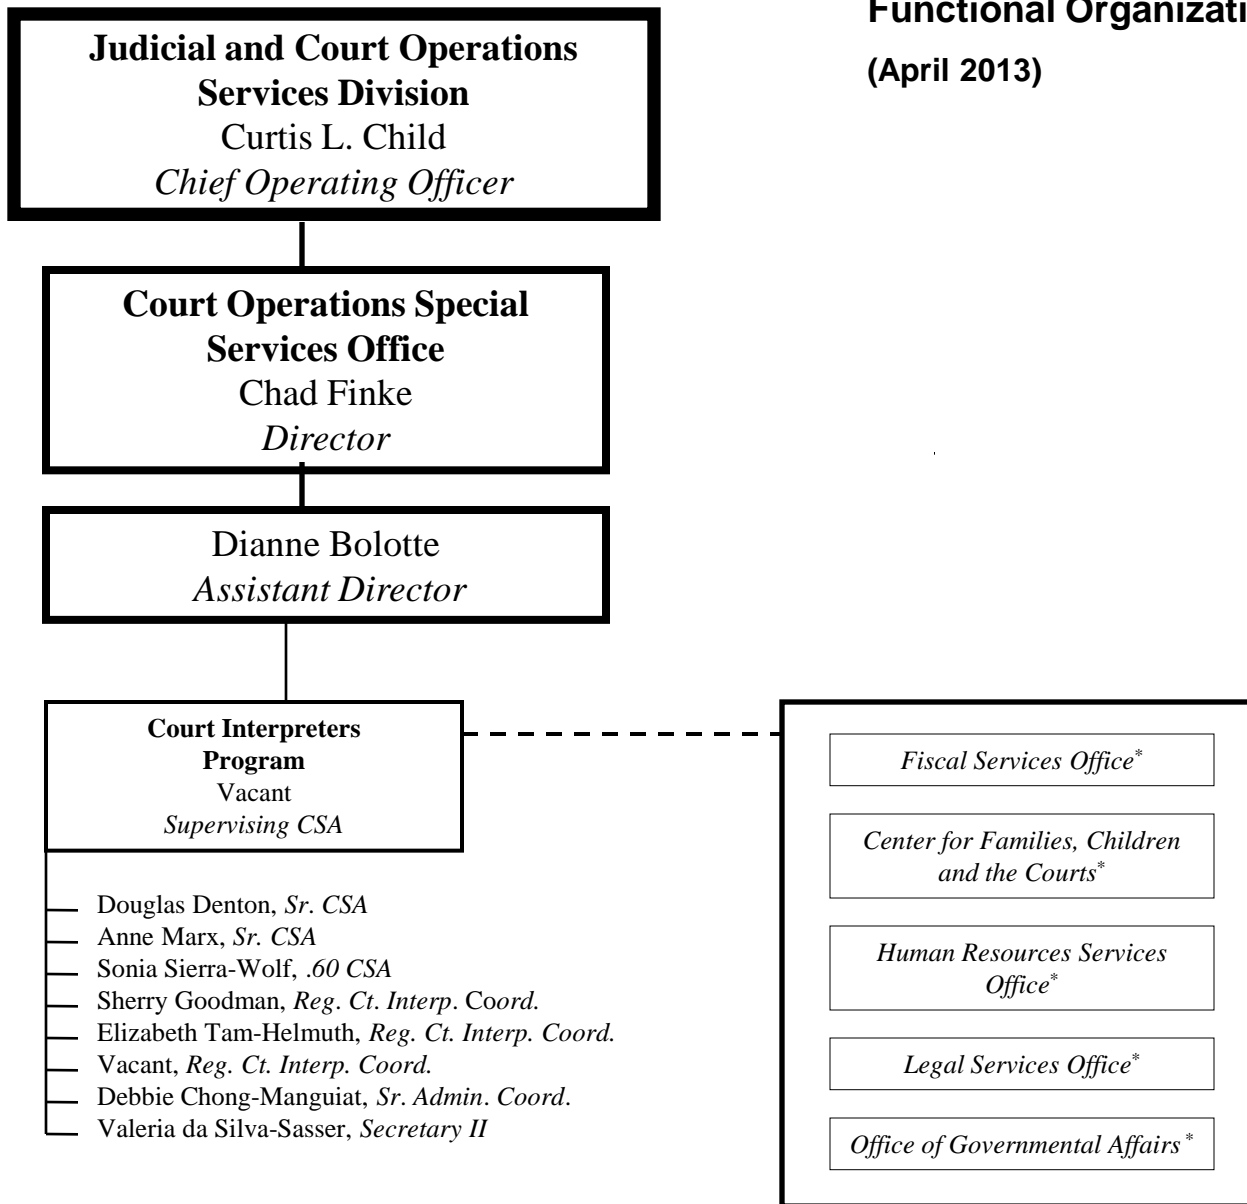 Functional Organizati
(April 2013)
Judicial and Court Operations
Services Division
Curtis L. Child
Chief Operating Officer
Court Operations Special
Services Office
Chad Finke
Director
Dianne Bolotte
Assistant Director
Court Interpreters
Program
Vacant
Supervising CSA
Douglas Denton, Sr. CSA
Anne Marx, Sr. CSA
Sonia Sierra-Wolf, .60 CSA
Sherry Goodman, Reg. Ct. Interp. Coord.
Elizabeth Tam-Helmuth, Reg. Ct. Interp. Coord.
Vacant, Reg. Ct. Interp. Coord.
Debbie Chong-Manguiat, Sr. Admin. Coord.
Valeria da Silva-Sasser, Secretary II
Fiscal Services Office*
Center for Families, Children
and the Courts*
Human Resources Services
Office*
Legal Services Office*
Office of Governmental Affairs*